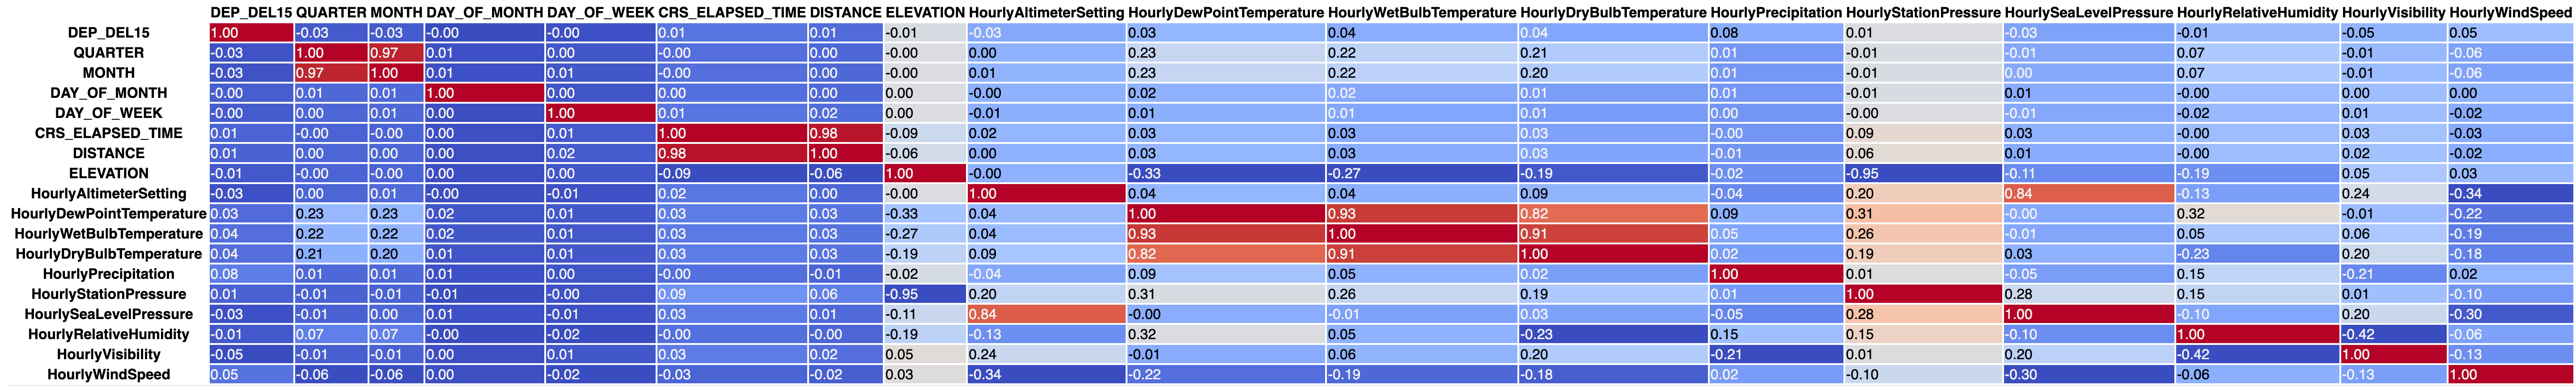 DEP_DEL15 QUARTER MONTH DAY_OF_MONTH DAY_OF_WEEK CRS_ELAPSED_TIME DISTANCE ELEVATION HourlyAltimeterSetting HourlyDewPointTemperature HourlyWetBulbTemperature HourlyDryBulbTemperature HourlyPrecipitation HourlyStationPressure HourlySeaLevelPressure HourlyRelativeHumidity HourlyVisibility HourlyWindSpeed
DEP_DEL15 1.00 -0.03 -0.03 -0.00 -0.00 0.01 0.01 -0.01 -0.03 0.03 0.04 0.04 0.08 0.01 -0.03 -0.01 -0.05 0.05
QUARTER -0.03 1.00 0.97 0.01 0.00 -0.00 0.00 -0.00 0.00 0.23 0.22 0.21 0.01 -0.01 -0.01 0.07 -0.01 -0.06
MONTH -0.03 0.97 1.00 0.01 0.01 -0.00 0.00 -0.00 0.01 0.23 0.22 0.20 0.01 -0.01 0.00 0.07 -0.01 -0.06
DAY_OF_MONTH -0.00 0.01 0.01 1.00 0.00 0.00 0.00 0.00 -0.00 0.02 0.02 0.01 0.01 -0.01 0.01 -0.00 0.00 0.00
DAY_OF_WEEK -0.00 0.00 0.01 0.00 1.00 0.01 0.02 0.00 -0.01 0.01 0.01 0.01 0.00 -0.00 -0.01 -0.02 0.01 -0.02
CRS_ELAPSED_TIME 0.01 -0.00 -0.00 0.00 0.01 1.00 0.98 -0.09 0.02 0.03 0.03 0.03 -0.00 0.09 0.03 -0.00 0.03 -0.03
DISTANCE 0.01 0.00 0.00 0.00 0.02 0.98 1.00 -0.06 0.00 0.03 0.03 0.03 -0.01 0.06 0.01 -0.00 0.02 -0.02
ELEVATION -0.01 -0.00 -0.00 0.00 0.00 -0.09 -0.06 1.00 -0.00 -0.33 -0.27 -0.19 -0.02 -0.95 -0.11 -0.19 0.05 0.03
HourlyAltimeterSetting -0.03 0.00 0.01 -0.00 -0.01 0.02 0.00 -0.00 1.00 0.04 0.04 0.09 -0.04 0.20 0.84 -0.13 0.24 -0.34
HourlyDewPointTemperature 0.03 0.23 0.23 0.02 0.01 0.03 0.03 -0.33 0.04 1.00 0.93 0.82 0.09 0.31 -0.00 0.32 -0.01 -0.22
HourlyWetBulbTemperature 0.04 0.22 0.22 0.02 0.01 0.03 0.03 -0.27 0.04 0.93 1.00 0.91 0.05 0.26 -0.01 0.05 0.06 -0.19
HourlyDryBulbTemperature 0.04 0.21 0.20 0.01 0.01 0.03 0.03 -0.19 0.09 0.82 0.91 1.00 0.02 0.19 0.03 -0.23 0.20 -0.18
HourlyPrecipitation 0.08 0.01 0.01 0.01 0.00 -0.00 -0.01 -0.02 -0.04 0.09 0.05 0.02 1.00 0.01 -0.05 0.15 -0.21 0.02
HourlyStationPressure 0.01 -0.01 -0.01 -0.01 -0.00 0.09 0.06 -0.95 0.20 0.31 0.26 0.19 0.01 1.00 0.28 0.15 0.01 -0.10
HourlySeaLevelPressure -0.03 -0.01 0.00 0.01 -0.01 0.03 0.01 -0.11 0.84 -0.00 -0.01 0.03 -0.05 0.28 1.00 -0.10 0.20 -0.30
HourlyRelativeHumidity -0.01 0.07 0.07 -0.00 -0.02 -0.00 -0.00 -0.19 -0.13 0.32 0.05 -0.23 0.15 0.15 -0.10 1.00 -0.42 -0.06
HourlyVisibility -0.05 -0.01 -0.01 0.00 0.01 0.03 0.02 0.05 0.24 -0.01 0.06 0.20 -0.21 0.01 0.20 -0.42 1.00 -0.13
HourlyWindSpeed 0.05 -0.06 -0.06 0.00 -0.02 -0.03 -0.02 0.03 -0.34 -0.22 -0.19 -0.18 0.02 -0.10 -0.30 -0.06 -0.13 1.00